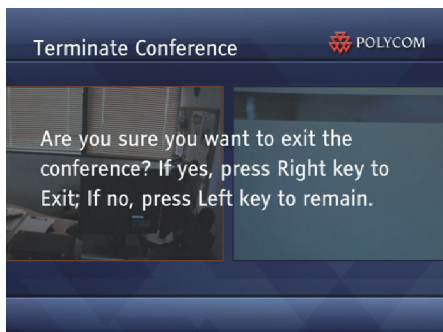 Terminate Conference
POLYCOM
Are you sure you want to exit the
conference? If yes, press Right key to
Exit; If no, press Left key to remain.